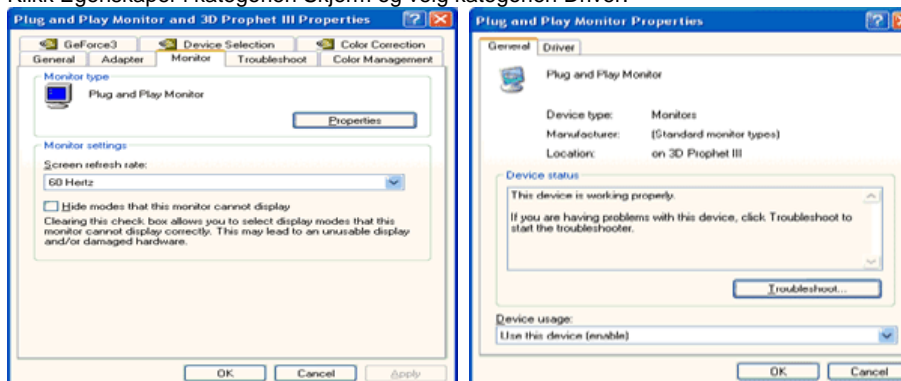 Klikk Egenskaper i kategorien Skjerm og velg kategorien Driver.
Plug and Play Monitor and 3D Prophet III Properties
GeForce3 Device Selection Color Correction
General Adapter Monitor Troubleshoot Color Management
Monitor type
Plug and Play Monitor
Properties
Monitor settings
Screen refresh rate:
60 Hertz
Hide modes that this monitor cannot display
Clearing this check box allows you to select display modes that this
monitor cannot display correctly. This may lead to an unusable display
and/or damaged hardware.
OK Cancel Apply
Plug and Play Monitor Properties
General Driver
Plug and Play Monitor
Device type: Monitors
Manufacturer: (Standard monitor types)
Location: on 3D Prophet III
Device status
This device is working properly.
If you are having problems with this device, click Troubleshoot to
start the troubleshooter.
Troubleshoot...
Device usage:
Use this device (enable)
OK Cancel